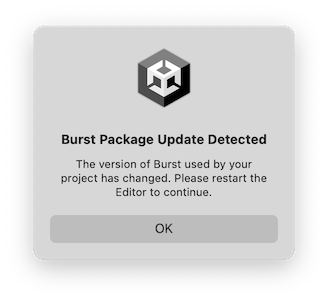 Burst Package Update Detected
The version of Burst used by your
project has changed. Please restart the
Editor to continue.
OK